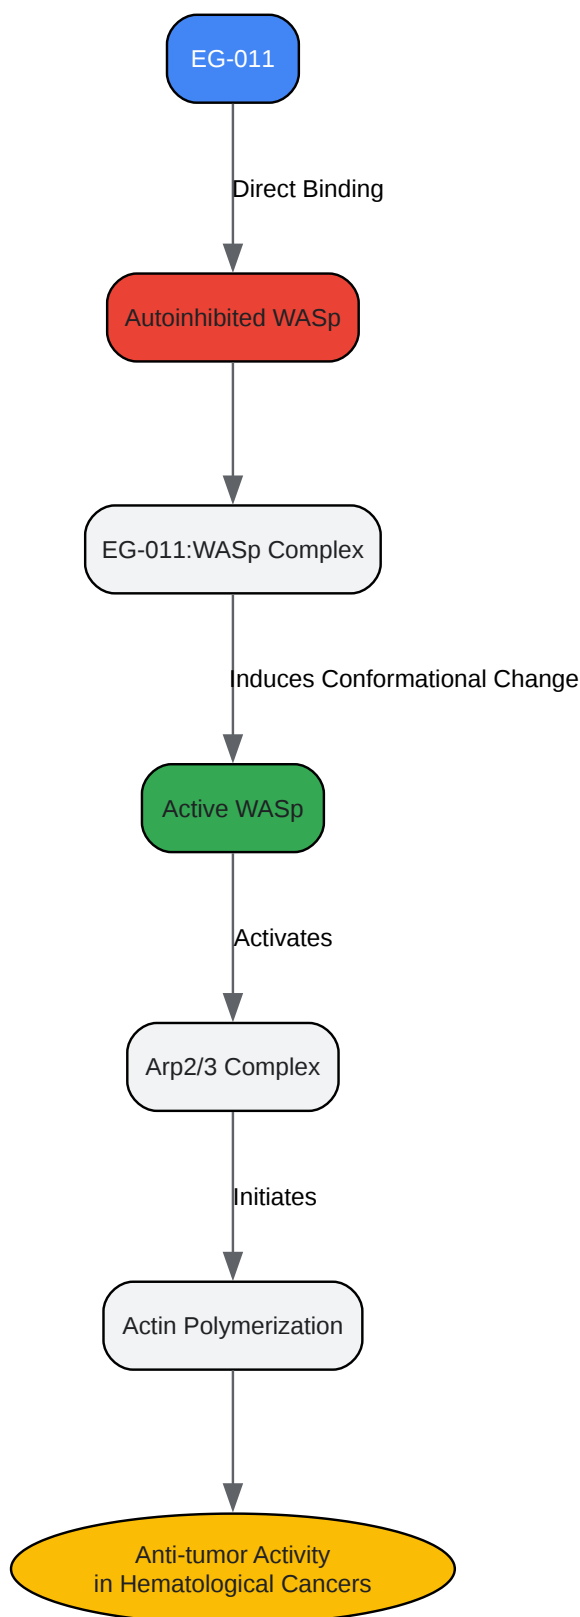 EG-011
Direct Binding
Autoinhibited WASp
EG-011:WASp Complex
Induces Conformational Change
Active WASp
Activates
Arp2/3 Complex
Initiates
Actin Polymerization
Anti-tumor Activity
in Hematological Cancers